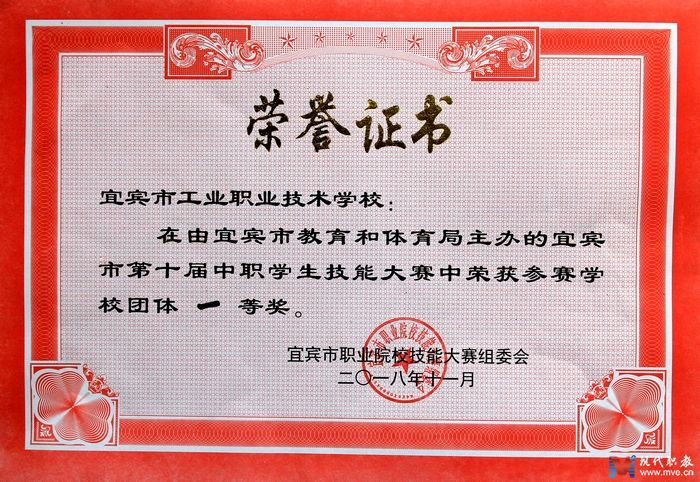 荣誉证书
宜宾市工业职业技术学校：
在由宜宾市教育和体育局主办的宜宾
市第十届中职学生技能大赛中荣获参赛学
校团体 一 等奖。
宜宾市职业院校技能大赛组委会
二〇一八年十一月
现代职教
www.mve.cn